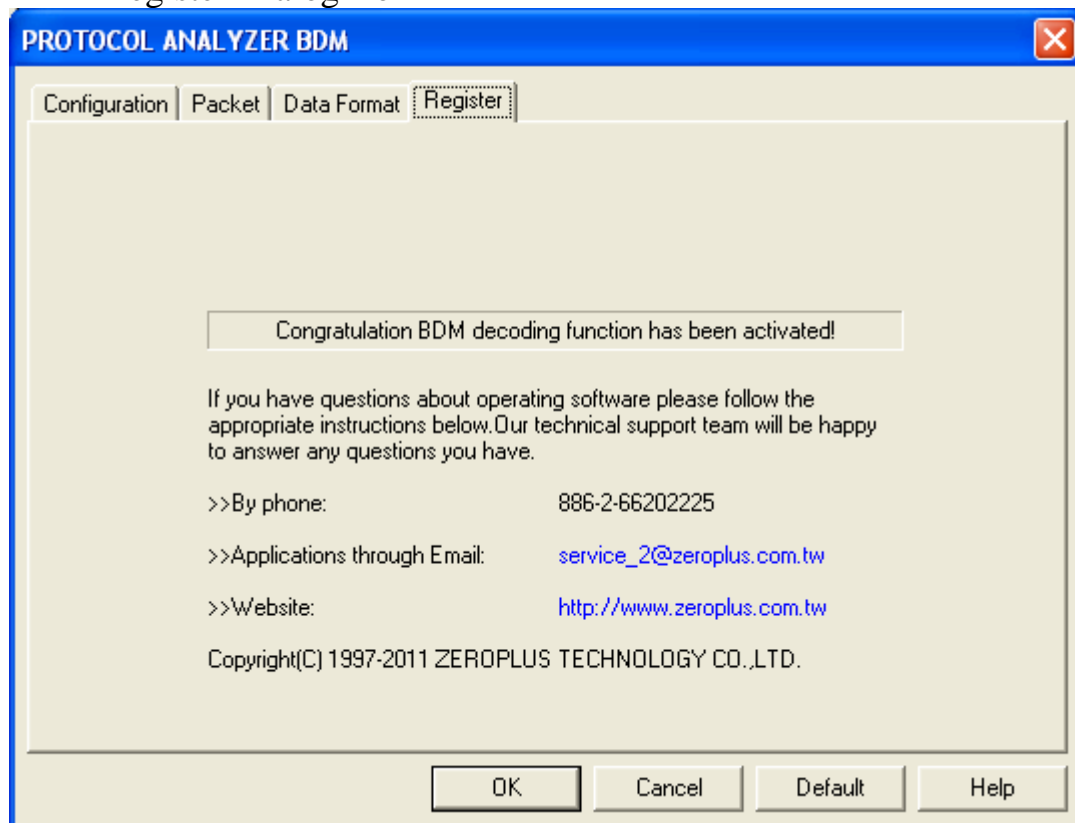 PROTOCOL ANALYZER BDM
Configuration Packet Data Format Register
Congratulation BDM decoding function has been activated!
If you have questions about operating software please follow the
appropriate instructions below.Our technical support team will be happy
to answer any questions you have.
>>By phone: 886-2-66202225
>>Applications through Email: service_2@zeroplus.com.tw
>>Website: http://www.zeroplus.com.tw
Copyright(C) 1997-2011 ZEROPLUS TECHNOLOGY CO.,LTD.
OK Cancel Default Help